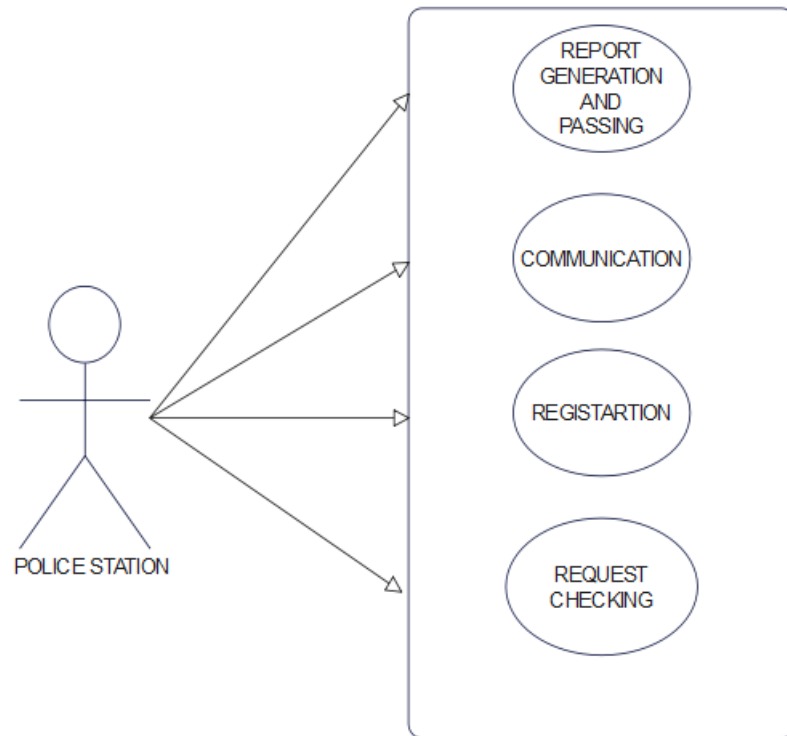 REPORT
GENERATION
AND
PASSING
COMMUNICATION
REGISTARTION
REQUEST
CHECKING
POLICE STATION